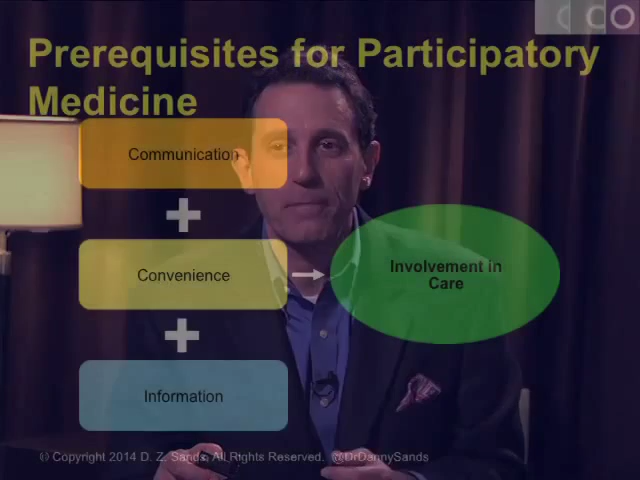 Prerequisites for Participatory
Medicine
Communication
Convenience
Involvement in
Care
Information
Copyright 2014 D. Z. Sands, All Rights Reserved. @DrDannySands